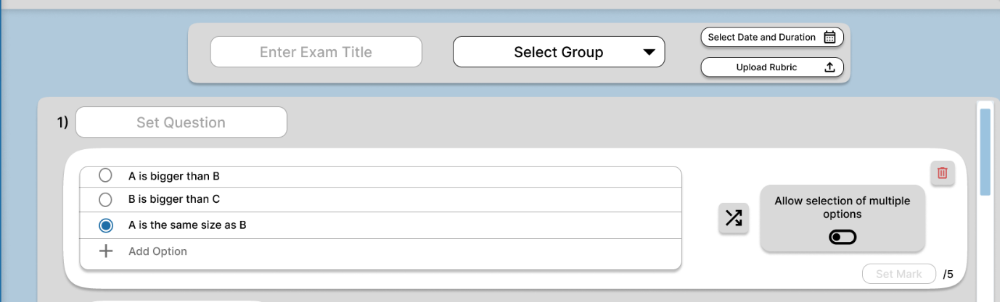 Enter Exam Title
Select Group
Select Date and Duration
Upload Rubric
1)
Set Question
A is bigger than B
B is bigger than C
A is the same size as B
Add Option
Allow selection of multiple
options
Set Mark /5